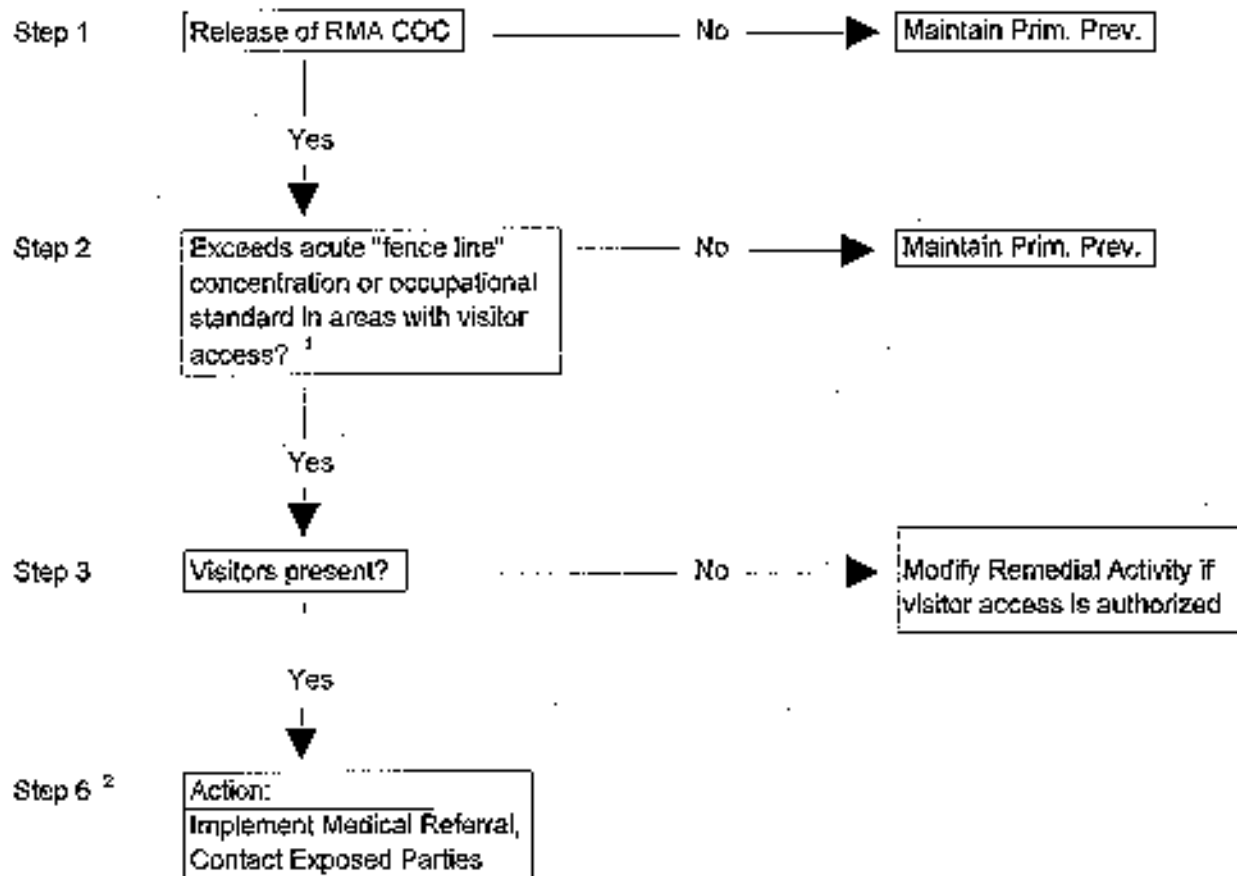 Step 1 Release of RMA COC No Maintain Prim. Prev.
Yes
Step 2 Exceeds acute "fence line" No Maintain Prim. Prev.
concentration or occupational
standard in areas with visitor
access? 1
Yes
Step 3 Visitors present? No Modify Remedial Activity if
visitor access is authorized
Yes
Step 6 2 Action:
Implement Medical Referral,
Contact Exposed Parties